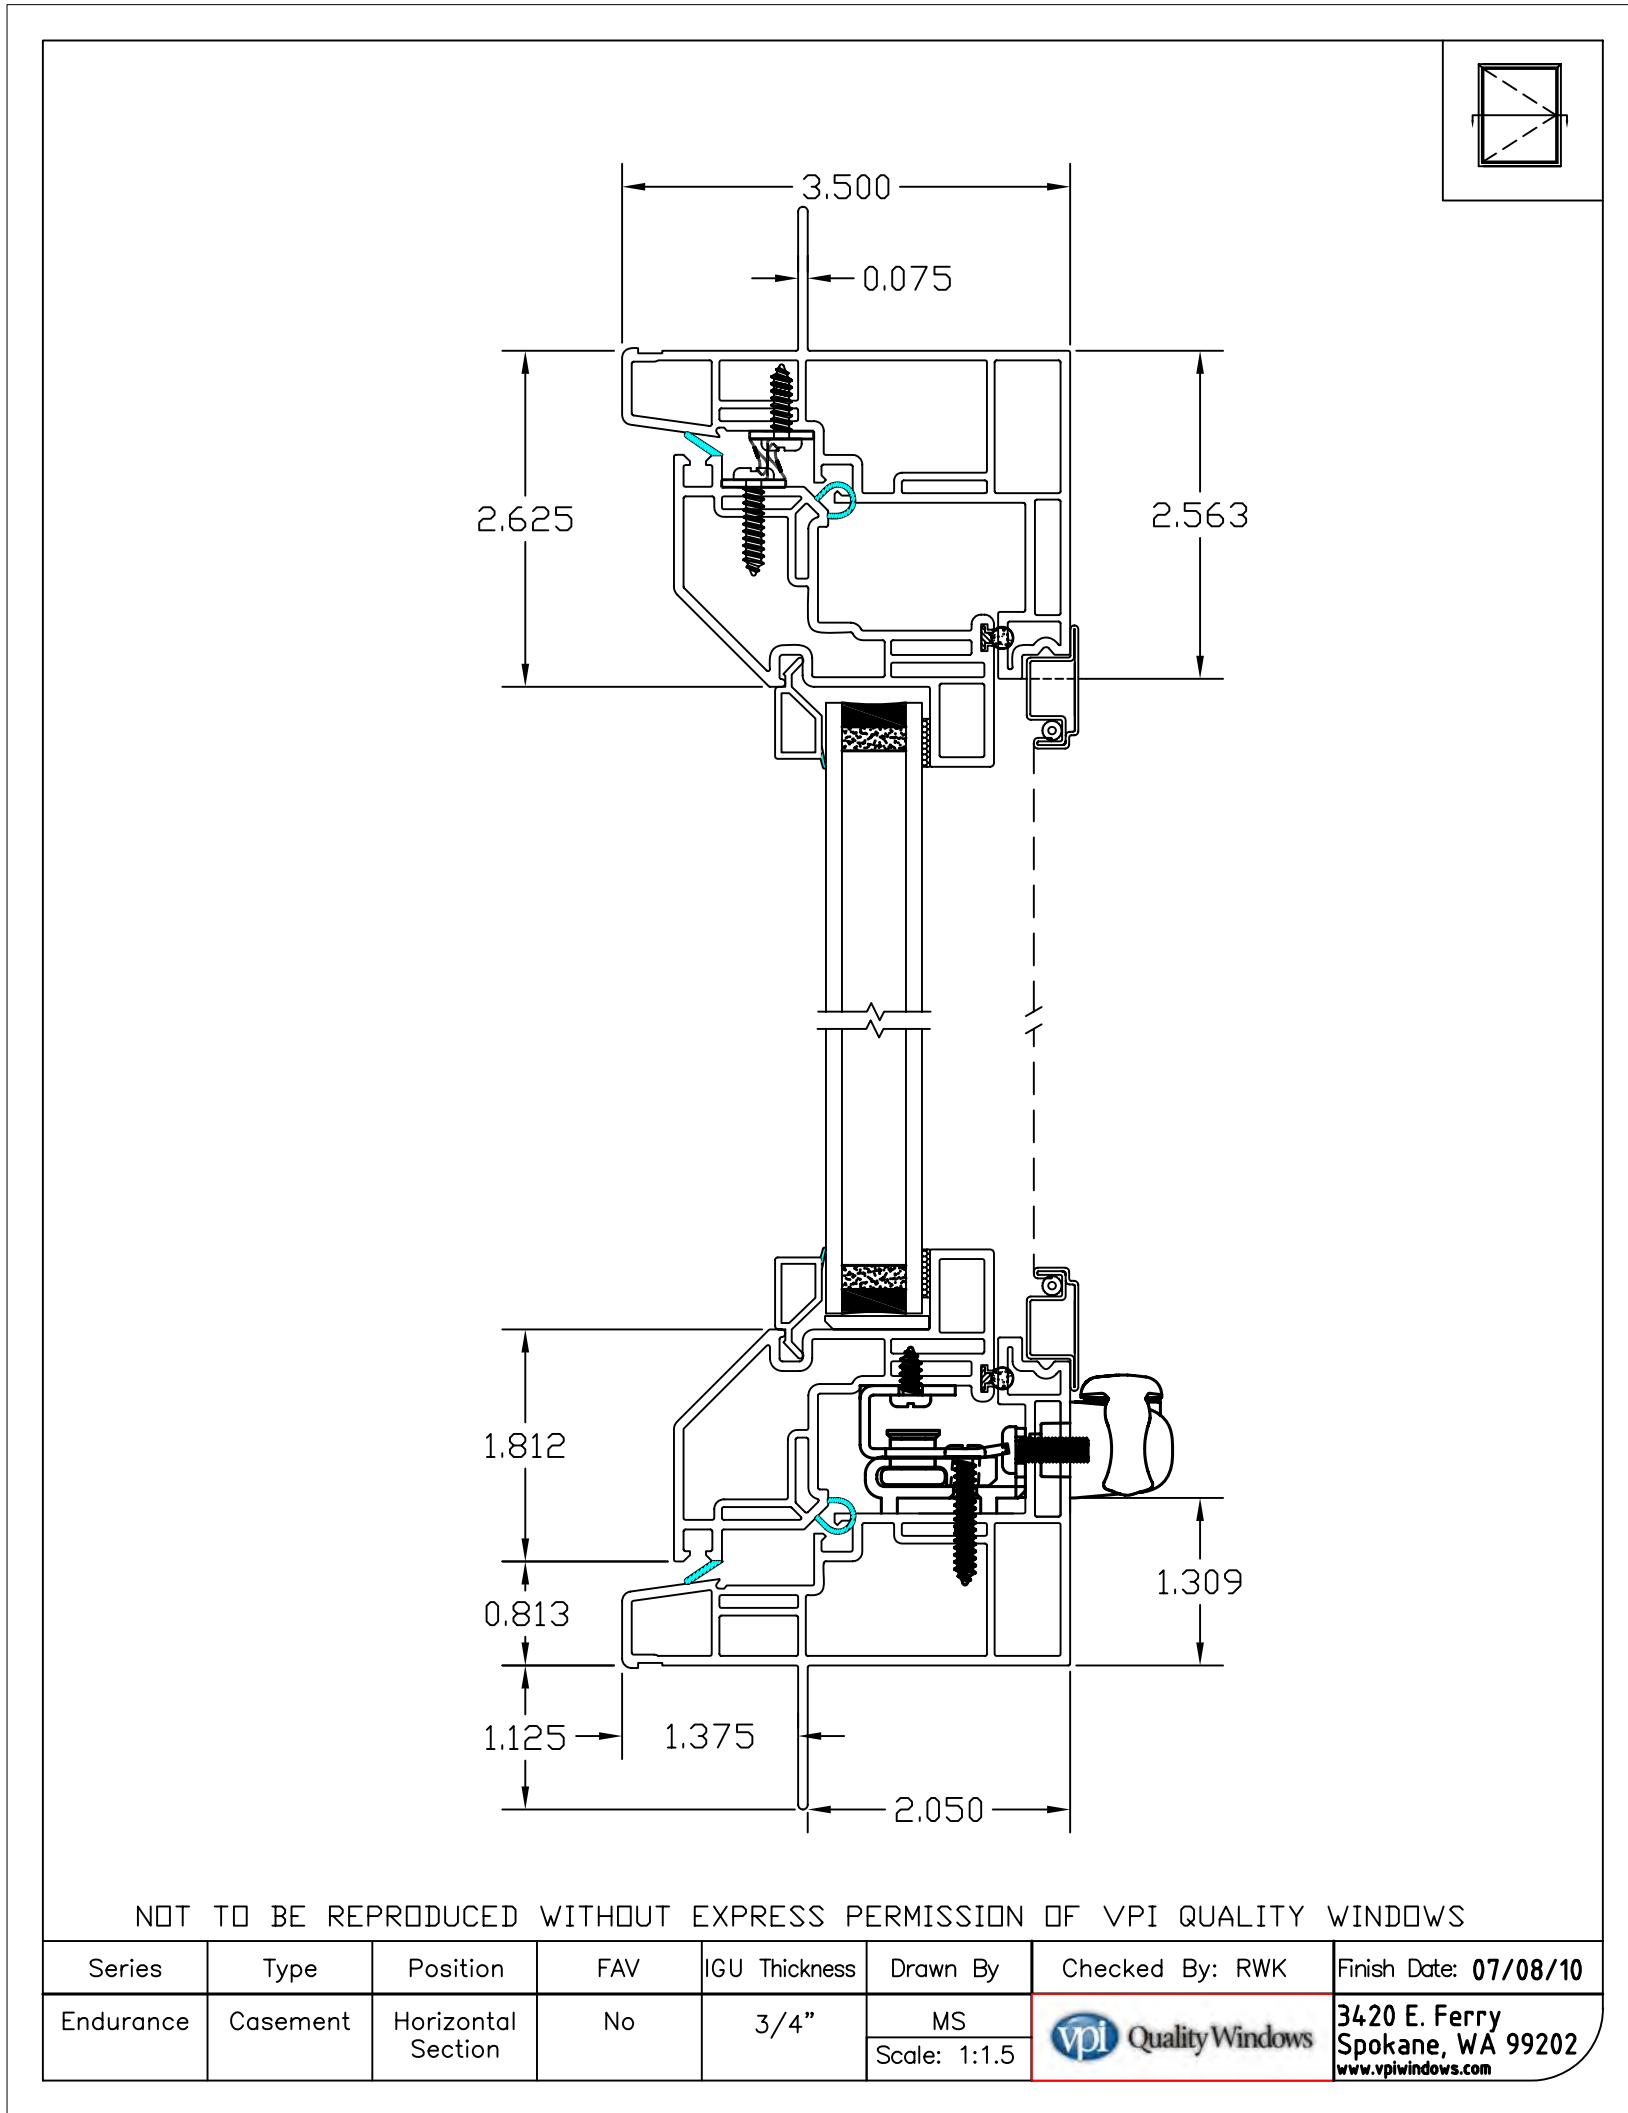 3.500
0.075
2.625
2.563
1.812
1.309
0.813
1.125
1.375
2.050
NOT TO BE REPRODUCED WITHOUT EXPRESS PERMISSION OF VPI QUALITY WINDOWS
Series Type Position FAV IGU Thickness Drawn By Checked By: RWK Finish Date: 07/08/10
Endurance Casement Horizontal Section No 3/4" MS
Scale: 1:1.5
vpi Quality Windows
3420 E. Ferry
Spokane, WA 99202
www.vpiwindows.com